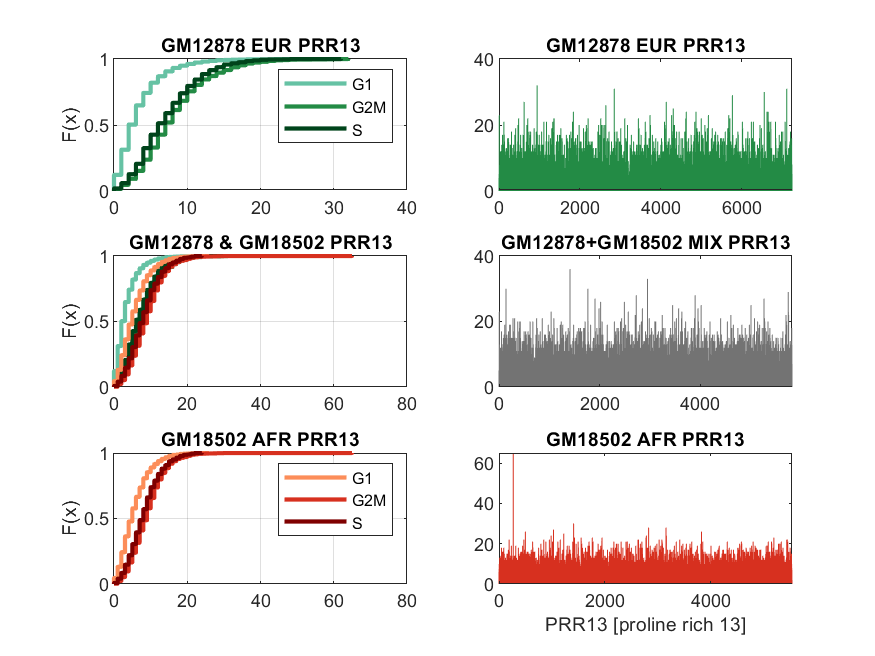 GM12878 EUR PRR13
F(x)
1
0.5
0
0 10 20 30 40
G1
G2M
S
GM12878 EUR PRR13
40
20
0
0 2000 4000 6000
GM12878 & GM18502 PRR13
F(x)
1
0.5
0
0 20 40 60 80
GM12878+GM18502 MIX PRR13
40
20
0
0 2000 4000
GM18502 AFR PRR13
F(x)
1
0.5
0
0 20 40 60 80
G1
G2M
S
GM18502 AFR PRR13
60
40
20
0
0 2000 4000
PRR13 [proline rich 13]